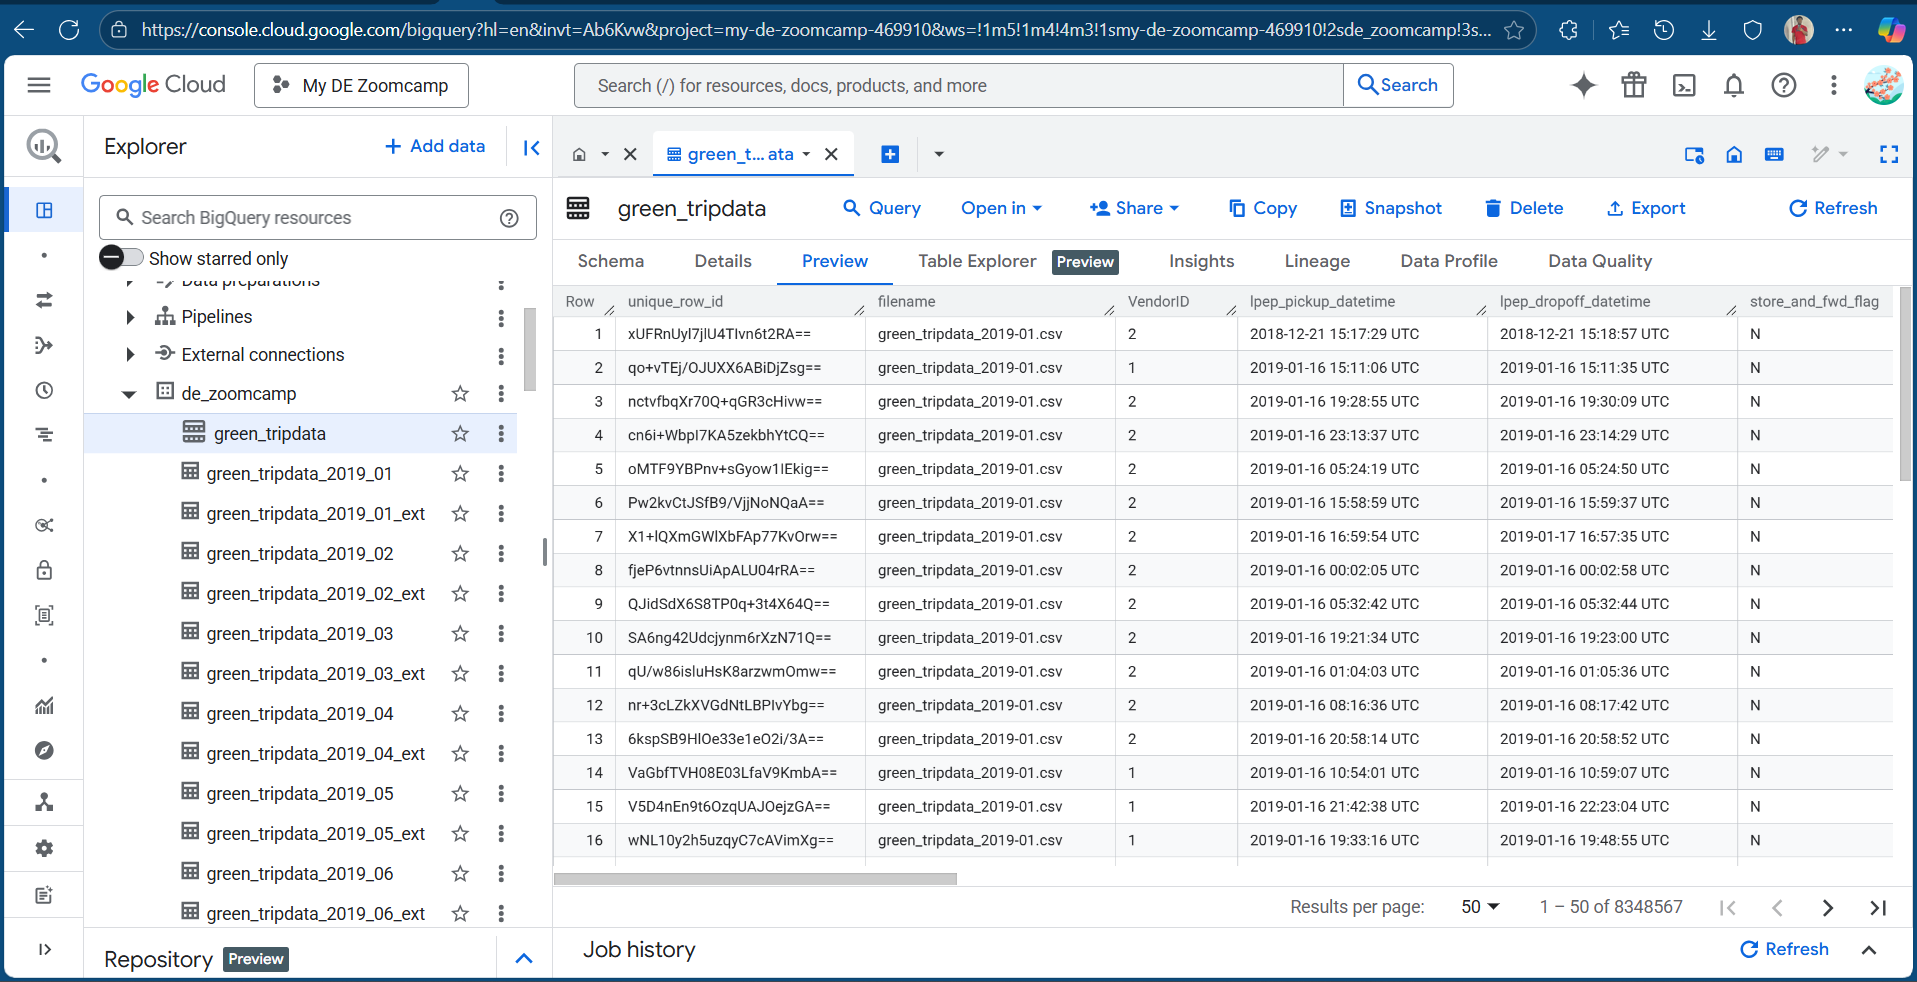 https://console.cloud.google.com/bigquery?hl=en&invt=Ab6Kvw&project=my-de-zoomcamp-469910&ws=!1m5!1m4!4m3!1smy-de-zoomcamp-469910!2sde_zoomcamp!3s...
Google Cloud
My DE Zoomcamp
Search (/) for resources, docs, products, and more
Search
Explorer
+ Add data
green_t... ata
Search BigQuery resources
Show starred only
Data preparations
Pipelines
External connections
de_zoomcamp
green_tripdata
green_tripdata_2019_01
green_tripdata_2019_01_ext
green_tripdata_2019_02
green_tripdata_2019_02_ext
green_tripdata_2019_03
green_tripdata_2019_03_ext
green_tripdata_2019_04
green_tripdata_2019_04_ext
green_tripdata_2019_05
green_tripdata_2019_05_ext
green_tripdata_2019_06
green_tripdata_2019_06_ext
Repository Preview
green_tripdata Query Open in Share Copy Snapshot Delete Export Refresh
Schema Details Preview Table Explorer Preview Insights Lineage Data Profile Data Quality
Row unique_row_id filename VendorID lpep_pickup_datetime lpep_dropoff_datetime store_and_fwd_flag
1 xUFRnUyl7jlU4TIvn6t2RA== green_tripdata_2019-01.csv 2 2018-12-21 15:17:29 UTC 2018-12-21 15:18:57 UTC N
2 qo+vTEj/OJUXX6ABiDjZsg== green_tripdata_2019-01.csv 1 2019-01-16 15:11:06 UTC 2019-01-16 15:11:35 UTC N
3 nctvfbqXr70Q+qGR3cHivw== green_tripdata_2019-01.csv 2 2019-01-16 19:28:55 UTC 2019-01-16 19:30:09 UTC N
4 cn6i+WbpI7KA5zekbhYtCQ== green_tripdata_2019-01.csv 2 2019-01-16 23:13:37 UTC 2019-01-16 23:14:29 UTC N
5 oMTF9YBPnv+sGyow1IEkig== green_tripdata_2019-01.csv 2 2019-01-16 05:24:19 UTC 2019-01-16 05:24:50 UTC N
6 Pw2kvCtJSfB9/VjjNoNQaA== green_tripdata_2019-01.csv 2 2019-01-16 15:58:59 UTC 2019-01-16 15:59:37 UTC N
7 X1+lQXmGWlXbFAp77KvOrw== green_tripdata_2019-01.csv 2 2019-01-16 16:59:54 UTC 2019-01-17 16:57:35 UTC N
8 fjeP6vtnnsUiApALU04rRA== green_tripdata_2019-01.csv 2 2019-01-16 00:02:05 UTC 2019-01-16 00:02:58 UTC N
9 QJidSdX6S8TP0q+3t4X64Q== green_tripdata_2019-01.csv 2 2019-01-16 05:32:42 UTC 2019-01-16 05:32:44 UTC N
10 SA6ng42Udcjynm6rXzN71Q== green_tripdata_2019-01.csv 2 2019-01-16 19:21:34 UTC 2019-01-16 19:23:00 UTC N
11 qU/w86isluHsK8arzwmOmw== green_tripdata_2019-01.csv 2 2019-01-16 01:04:03 UTC 2019-01-16 01:05:36 UTC N
12 nr+3cLZkXVGdNtLBPIvYbg== green_tripdata_2019-01.csv 2 2019-01-16 08:16:36 UTC 2019-01-16 08:17:42 UTC N
13 6kspSB9HlOe33e1eO2i/3A== green_tripdata_2019-01.csv 2 2019-01-16 20:58:14 UTC 2019-01-16 20:58:52 UTC N
14 VaGbfTVH08E03LfaV9KmbA== green_tripdata_2019-01.csv 1 2019-01-16 10:54:01 UTC 2019-01-16 10:59:07 UTC N
15 V5D4nEn9t6OzqUAJOejzGA== green_tripdata_2019-01.csv 1 2019-01-16 21:42:38 UTC 2019-01-16 22:23:04 UTC N
16 wNL10y2h5uzqyC7cAVimXg== green_tripdata_2019-01.csv 1 2019-01-16 19:33:16 UTC 2019-01-16 19:48:55 UTC N
Results per page: 50 1 – 50 of 8348567
Job history Refresh